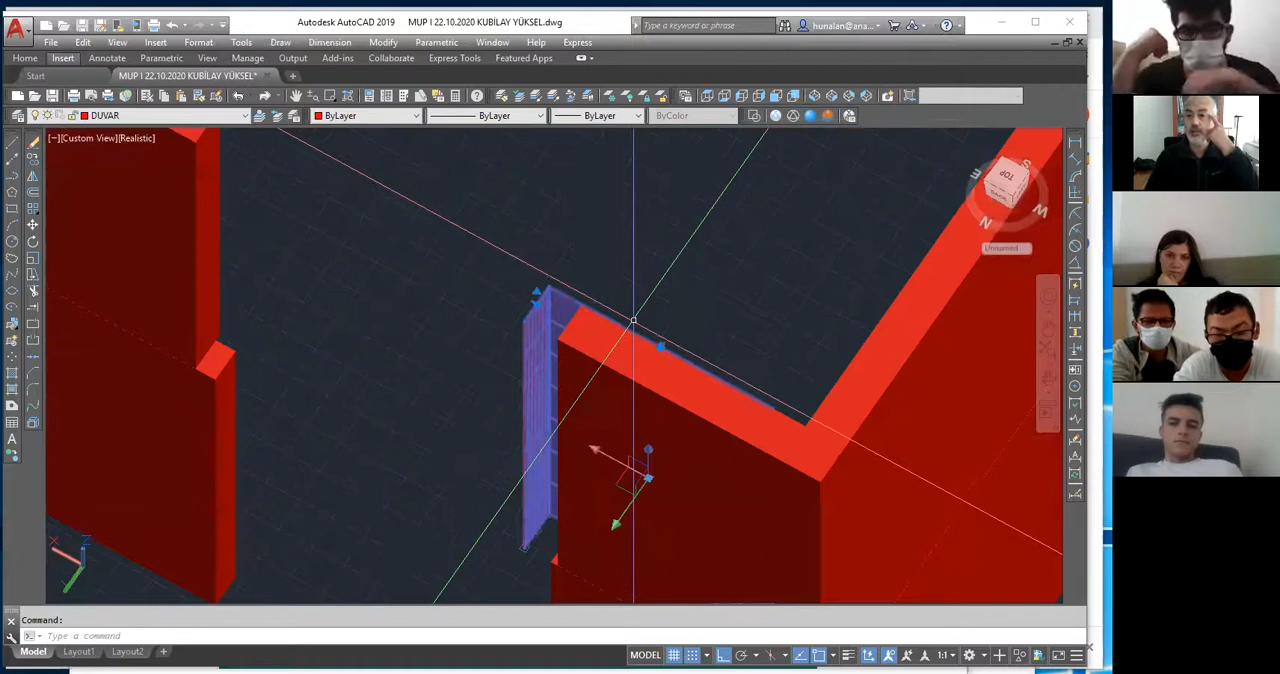 Autodesk AutoCAD 2019 MUP I 22.10.2020 KUBİLAY YÜKSEL.dwg
Type a keyword or phrase
hunalan@ana...
File Edit View Insert Format Tools Draw Dimension Modify Parametric Window Help Express
Home Insert Annotate Parametric View Manage Output Add-ins Collaborate Express Tools Featured Apps
Start MUP I 22.10.2020 KUBİLAY YÜKSEL*
DUVAR ByLayer ByLayer ByLayer ByColor
[−][Custom View][Realistic]
TOP
S
E
W
N
Unnamed
X
Z
Command:
Type a command
Model Layout1 Layout2 +
MODEL 1:1